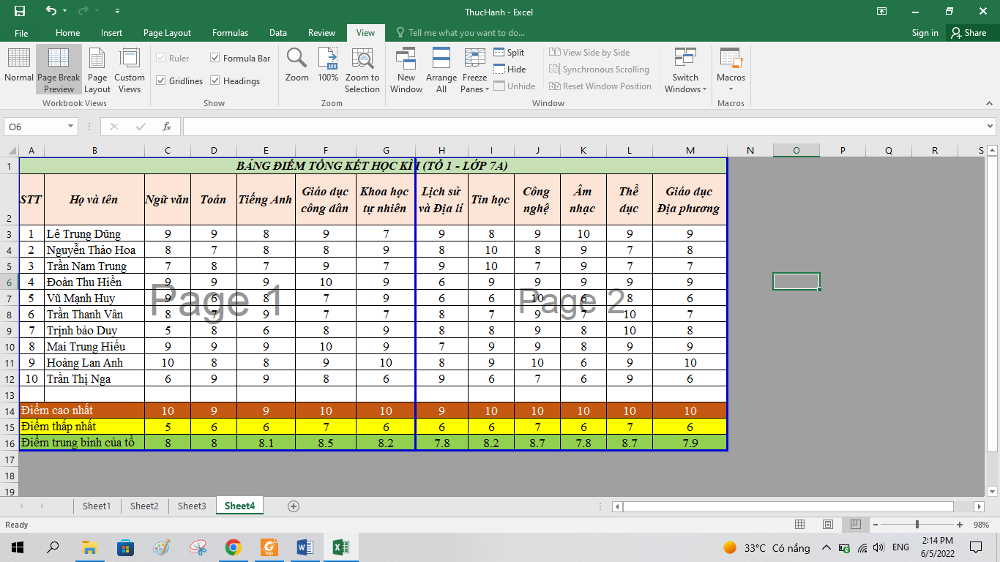 ThucHanh - Excel
File Home Insert Page Layout Formulas Data Review View Tell me what you want to do... Sign in Share
Normal Page Break Preview Page Layout Custom Views
Workbook Views
Ruler Formula Bar
Gridlines Headings
Show
Zoom 100% Zoom to Selection
Zoom
New Window Arrange All Freeze Panes
Split
Hide
Unhide
View Side by Side
Synchronous Scrolling
Reset Window Position
Switch Windows
Window
Macros
Macros
O6 fx
A B C D E F G H I J K L M N O P Q R S
1 BẢNG ĐIỂM TỔNG KẾT HỌC KÌ I (TỔ 1 - LỚP 7A)
2 STT Họ và tên Ngữ văn Toán Tiếng Anh Giáo dục công dân Khoa học tự nhiên Lịch sử và Địa lí Tin học Công nghệ Âm nhạc Thể dục Giáo dục Địa phương
3 1 Lê Trung Dũng 9 9 8 9 7 9 8 9 10 9 9
4 2 Nguyễn Thảo Hoa 8 7 8 8 9 8 10 8 9 7 8
5 3 Trần Nam Trung 7 8 7 9 7 9 10 7 9 7 7
6 4 Đoàn Thu Hiền 9 9 9 10 9 6 9 9 9 9 9
7 5 Vũ Mạnh Huy 9 6 8 7 9 6 6 10 6 8 6
Page 1 Page 2
8 6 Trần Thanh Vân 8 7 9 7 7 8 7 9 7 10 7
9 7 Trịnh bảo Duy 5 8 6 8 9 8 8 9 8 10 8
10 8 Mai Trung Hiếu 9 9 9 10 9 7 9 9 8 9 9
11 9 Hoàng Lan Anh 10 8 8 9 10 8 9 10 6 9 10
12 10 Trần Thị Nga 6 9 9 8 6 9 6 7 6 9 6
13
14 Điểm cao nhất 10 9 9 10 10 9 10 10 10 10 10
15 Điểm thấp nhất 5 6 6 7 6 6 6 7 6 7 6
16 Điểm trung bình của tổ 8 8 8.1 8.5 8.2 7.8 8.2 8.7 7.8 8.7 7.9
17
18
19
Sheet1 Sheet2 Sheet3 Sheet4
Ready 98%
33°C Có nắng ENG 2:14 PM
6/5/2022